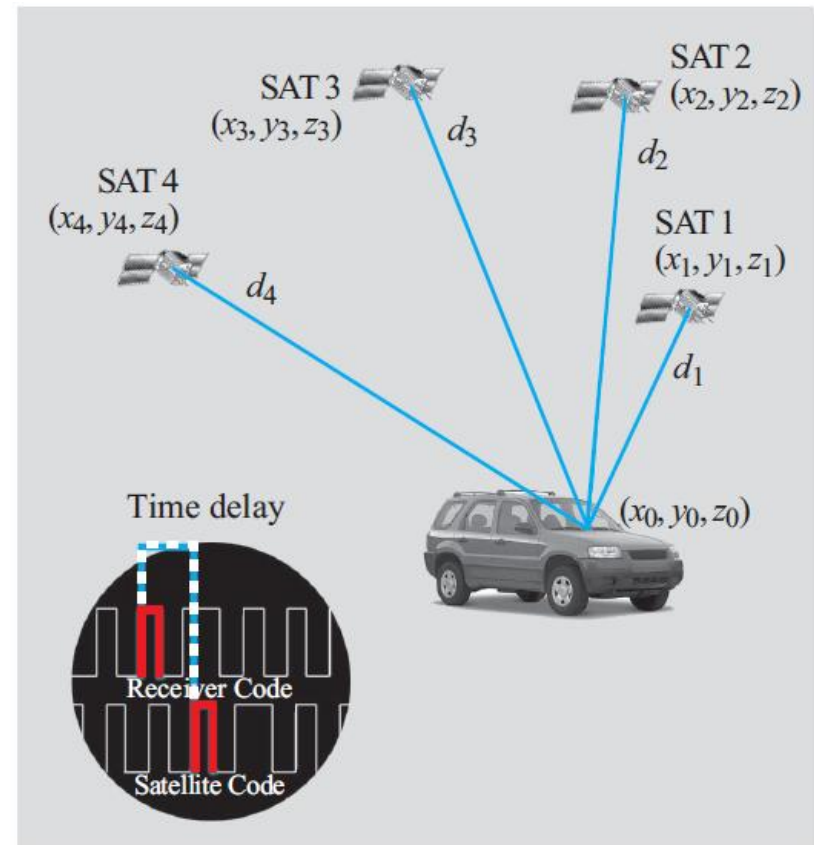 SAT 2
(x₂, y₂, z₂)
SAT 3
(x₃, y₃, z₃)
d₃
d₂
SAT 4
(x₄, y₄, z₄)
SAT 1
(x₁, y₁, z₁)
d₄
d₁
(x₀, y₀, z₀)
Time delay
Receiver Code
Satellite Code